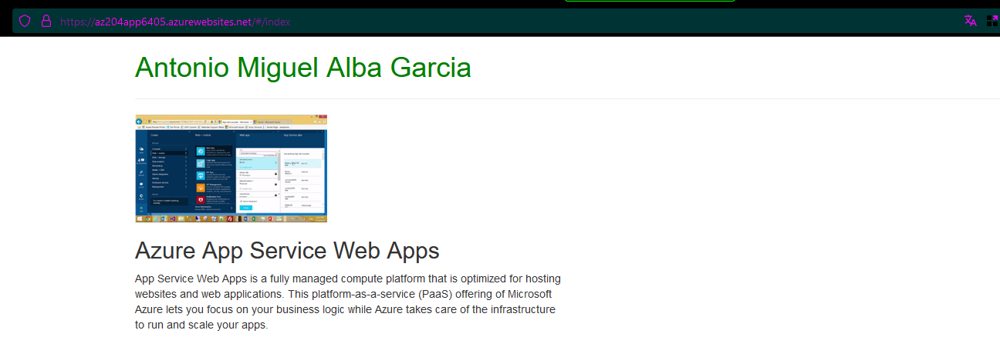 https://az204app6405.azurewebsites.net/#/index
Antonio Miguel Alba Garcia
Azure App Service Web Apps
App Service Web Apps is a fully managed compute platform that is optimized for hosting
websites and web applications. This platform-as-a-service (PaaS) offering of Microsoft
Azure lets you focus on your business logic while Azure takes care of the infrastructure
to run and scale your apps.